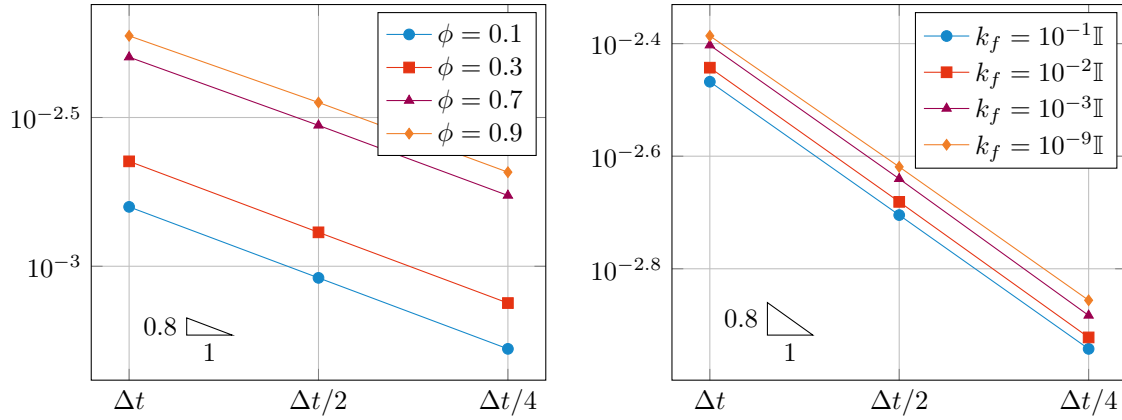 ϕ = 0.1
ϕ = 0.3
ϕ = 0.7
ϕ = 0.9
10^{-2.5}
10^{-3}
0.8
1
Δt
Δt/2
Δt/4
k_f = 10^{-1}𝕀
k_f = 10^{-2}𝕀
k_f = 10^{-3}𝕀
k_f = 10^{-9}𝕀
10^{-2.4}
10^{-2.6}
10^{-2.8}
0.8
1
Δt
Δt/2
Δt/4